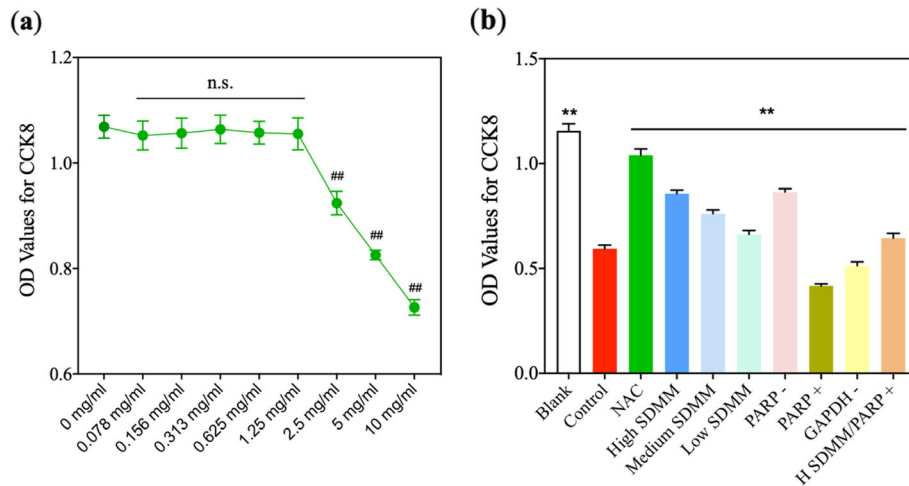 (a)
OD Values for CCK8
1.2
1.0
0.8
0.6
n.s.
##
##
##
0 mg/ml
0.078 mg/ml
0.156 mg/ml
0.313 mg/ml
0.625 mg/ml
1.25 mg/ml
2.5 mg/ml
5 mg/ml
10 mg/ml
(b)
OD Values for CCK8
1.5
1.0
0.5
0.0
**
**
Blank
Control
NAC
High SDMM
Medium SDMM
Low SDMM
PARP -
PARP +
GAPDH -
H SDMM/PARP +